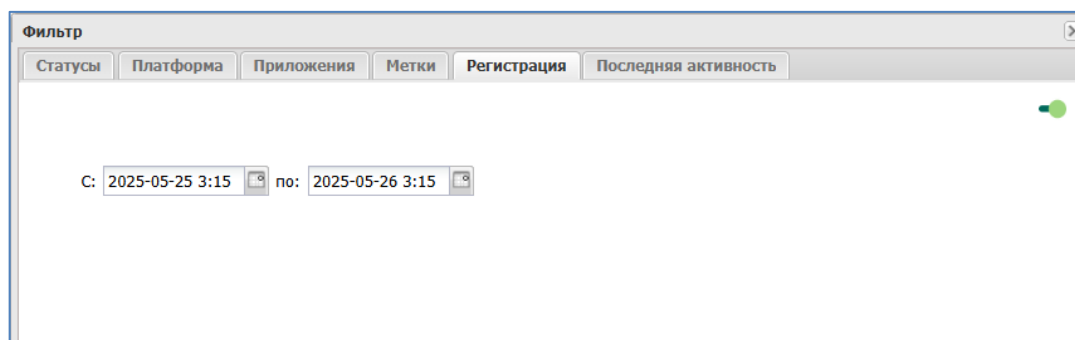 Фильтр
Статусы Платформа Приложения Метки Регистрация Последняя активность
С: 2025-05-25 3:15 по: 2025-05-26 3:15